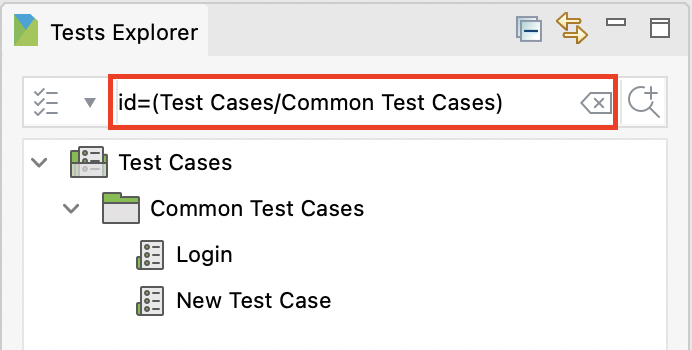 Tests Explorer
id=(Test Cases/Common Test Cases)
Test Cases
Common Test Cases
Login
New Test Case